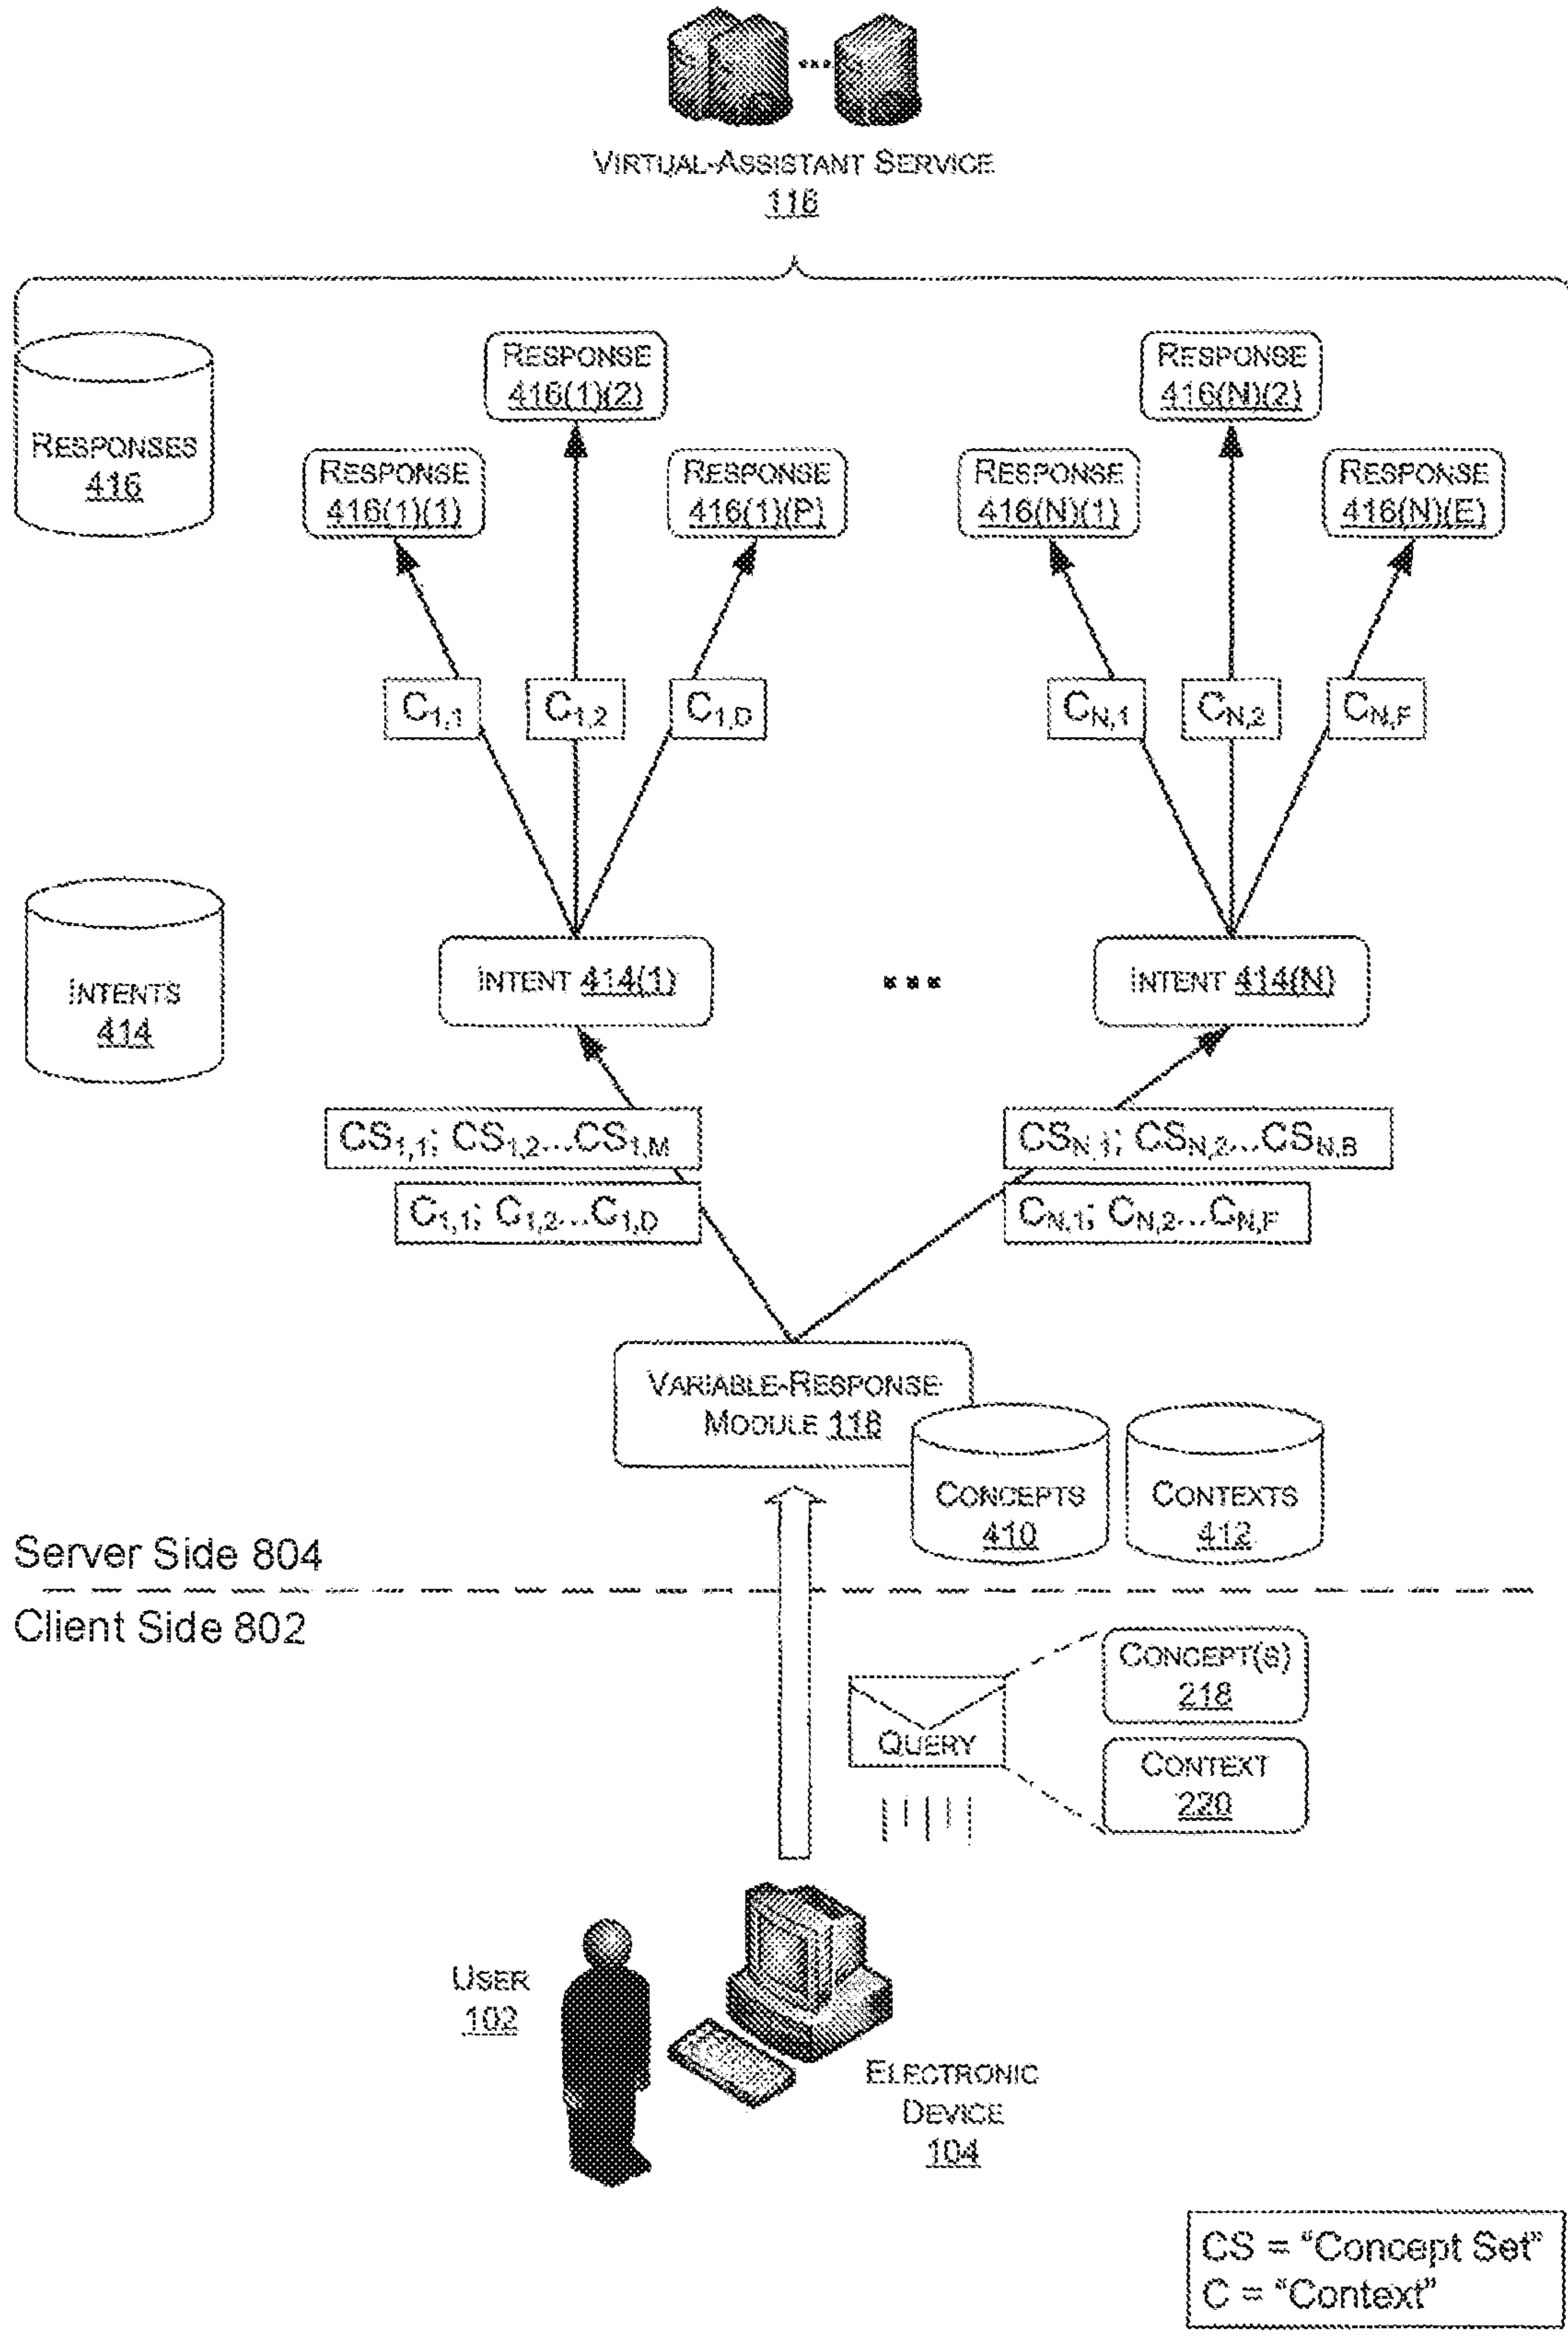 VIRTUAL-ASSISTANT SERVICE
116
RESPONSES
416
RESPONSE
416(1)(1)
RESPONSE
416(1)(2)
RESPONSE
416(1)(P)
RESPONSE
416(N)(1)
RESPONSE
416(N)(2)
RESPONSE
416(N)(E)
C1,1
C1,2
C1,D
CN,1
CN,2
CN,F
INTENTS
414
INTENT 414(1)
...
INTENT 414(N)
CS1,1; CS1,2...CS1,M
C1,1; C1,2...C1,D
CSN,1; CSN,2...CSN,B
CN,1; CN,2...CN,F
VARIABLE-RESPONSE
MODULE 118
CONCEPTS
410
CONTEXTS
412
Server Side 804
Client Side 802
QUERY
CONCEPT(S)
218
CONTEXT
220
USER
102
ELECTRONIC
DEVICE
104
CS = “Concept Set”
C = “Context”